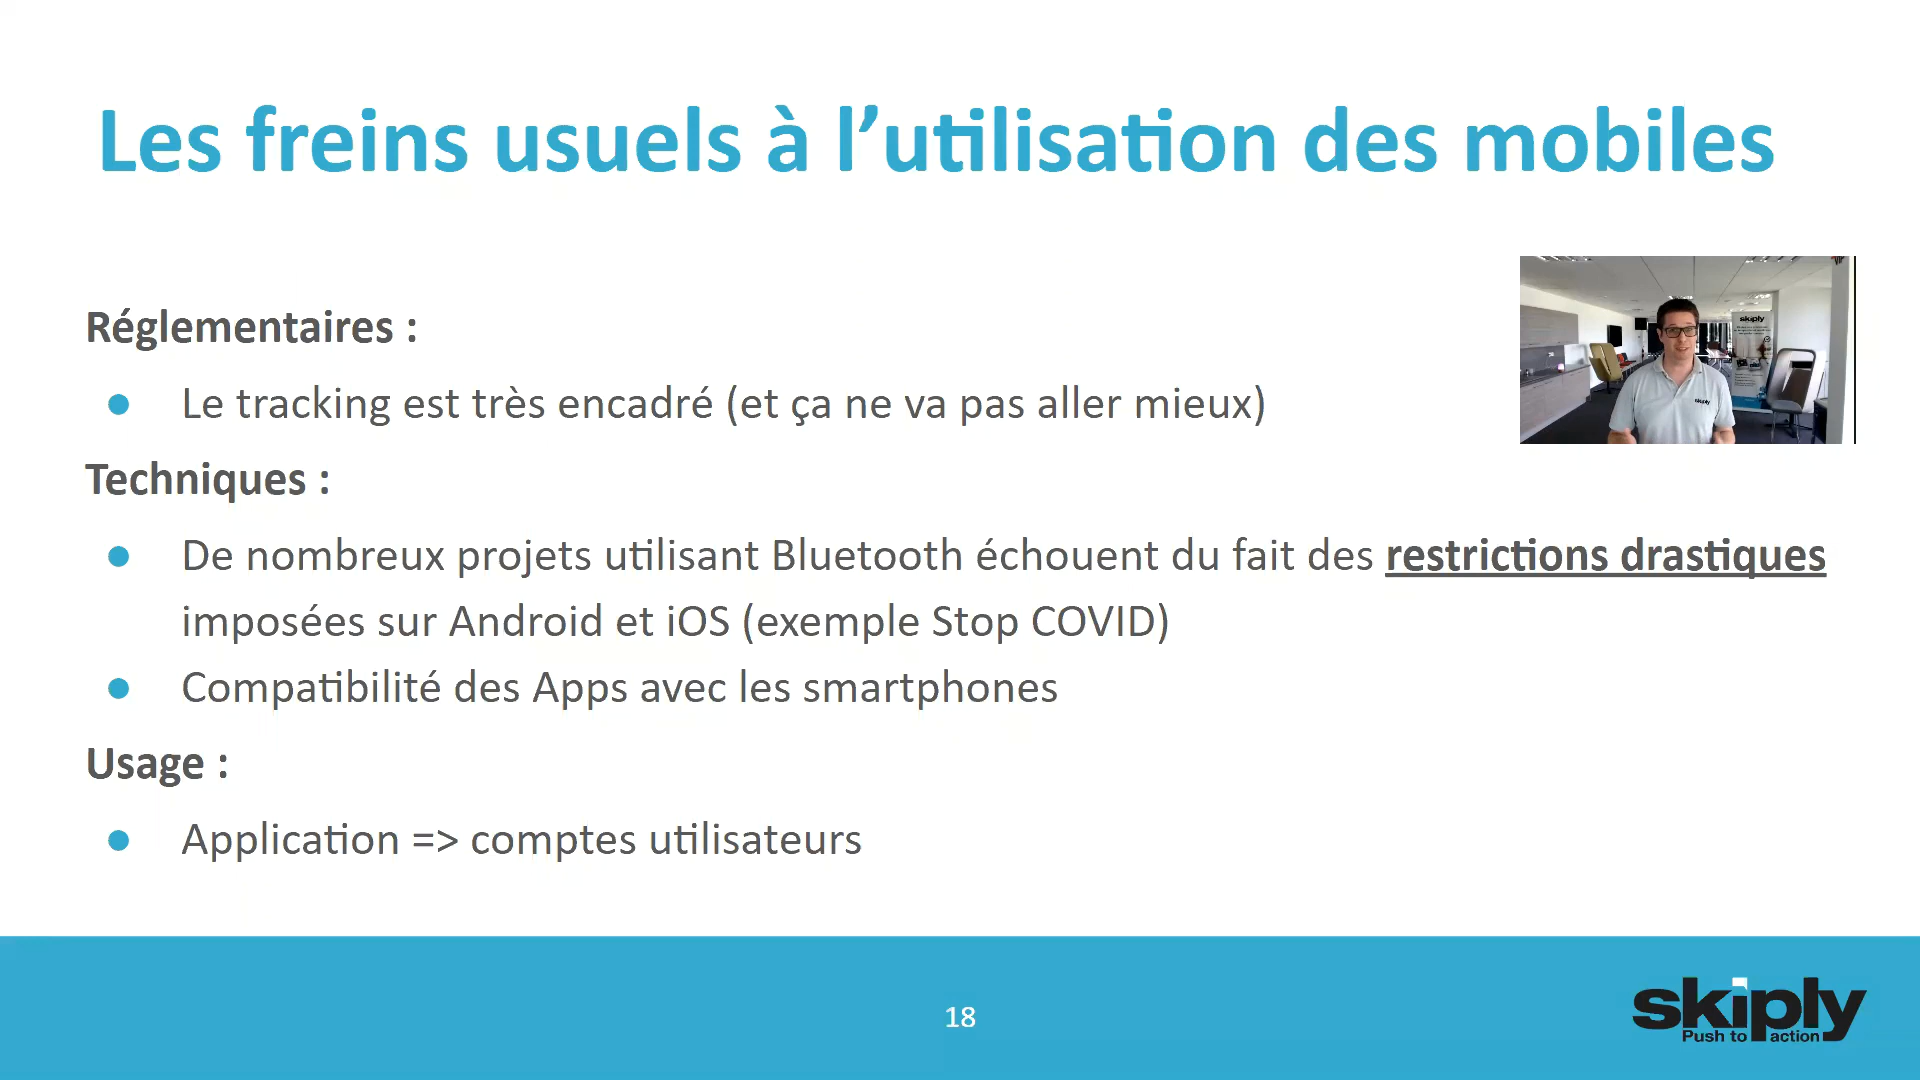 Les freins usuels à l’utilisation des mobiles
Réglementaires :
● Le tracking est très encadré (et ça ne va pas aller mieux)
Techniques :
● De nombreux projets utilisant Bluetooth échouent du fait des restrictions drastiques
imposées sur Android et iOS (exemple Stop COVID)
● Compatibilité des Apps avec les smartphones
Usage :
● Application => comptes utilisateurs
skiply
skiply
18
skiply
Push to action